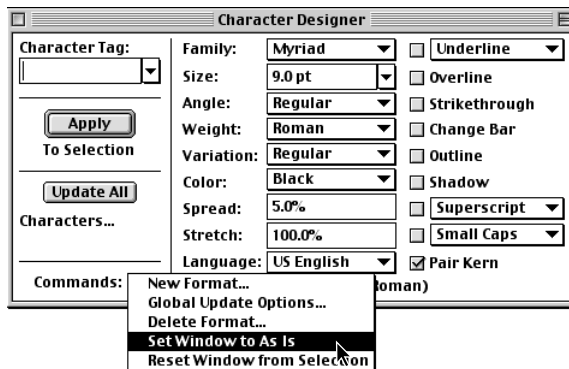 Character Designer
Character Tag:
Apply
To Selection
Update All
Characters...
Family: Myriad
Size: 9.0 pt
Angle: Regular
Weight: Roman
Variation: Regular
Color: Black
Spread: 5.0%
Stretch: 100.0%
Language: US English
Underline
Overline
Strikethrough
Change Bar
Outline
Shadow
Superscript
Small Caps
Pair Kern
Commands:
Roman)
New Format...
Global Update Options...
Delete Format...
Set Window to As Is
Reset Window from Selection